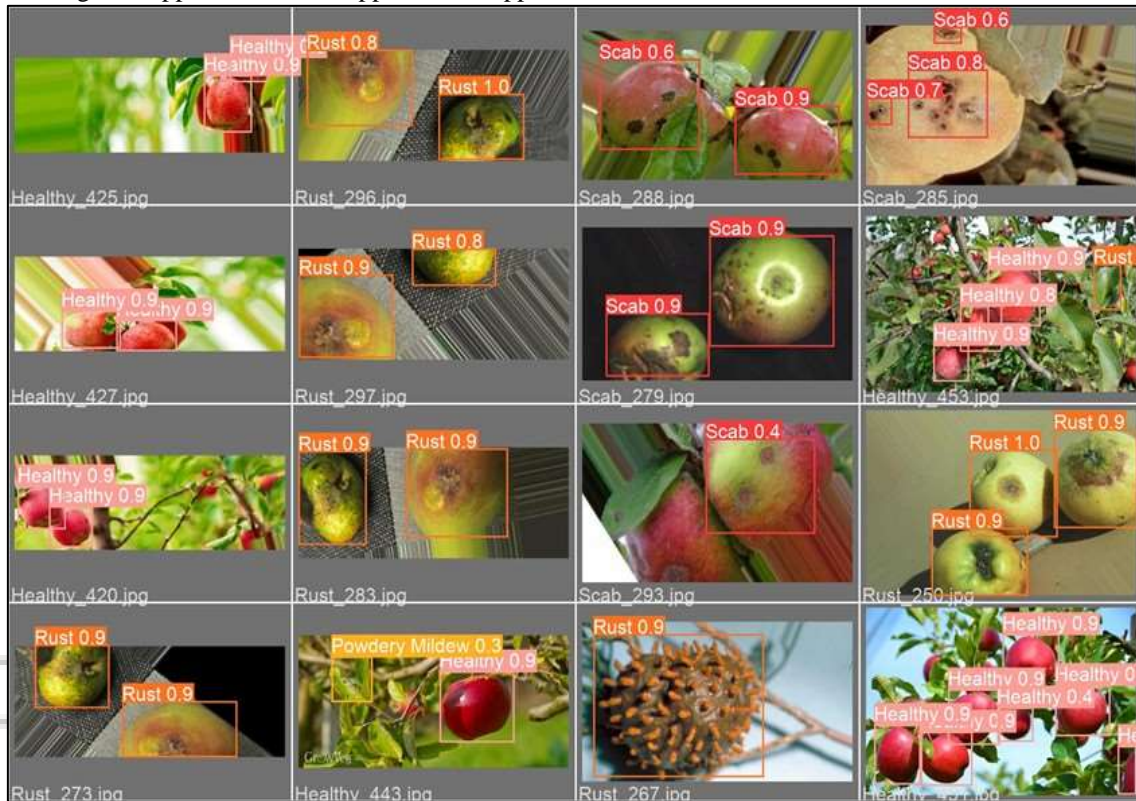 Healthy
Healthy 0.9
Rust 0.8
Rust 1.0
Scab 0.6
Scab 0.9
Scab 0.6
Scab 0.8
Scab 0.7
Healthy_425.jpg
Rust_296.jpg
Scab_288.jpg
Scab_285.jpg
Healthy 0.9
Healthy 0.9
Rust 0.9
Rust 0.8
Scab 0.9
Scab 0.9
Healthy 0.9
Rust
Healthy 0.8
Healthy 0.9
Healthy_427.jpg
Rust_297.jpg
Scab_279.jpg
Healthy_453.jpg
Healthy 0.9
Healthy 0.9
Rust 0.9
Rust 0.9
Scab 0.4
Rust 0.9
Rust 1.0
Rust 0.9
Healthy_420.jpg
Rust_283.jpg
Scab_293.jpg
Rust_250.jpg
Rust 0.9
Rust 0.9
Powdery Mildew 0.3
Healthy 0.9
Rust 0.9
Healthy 0.9
Healthy 0.9
Healthy 0
Healthy 0.4
Healthy 0.9
0.9
He
Rust_273.jpg
Healthy_443.jpg
Rust_267.jpg